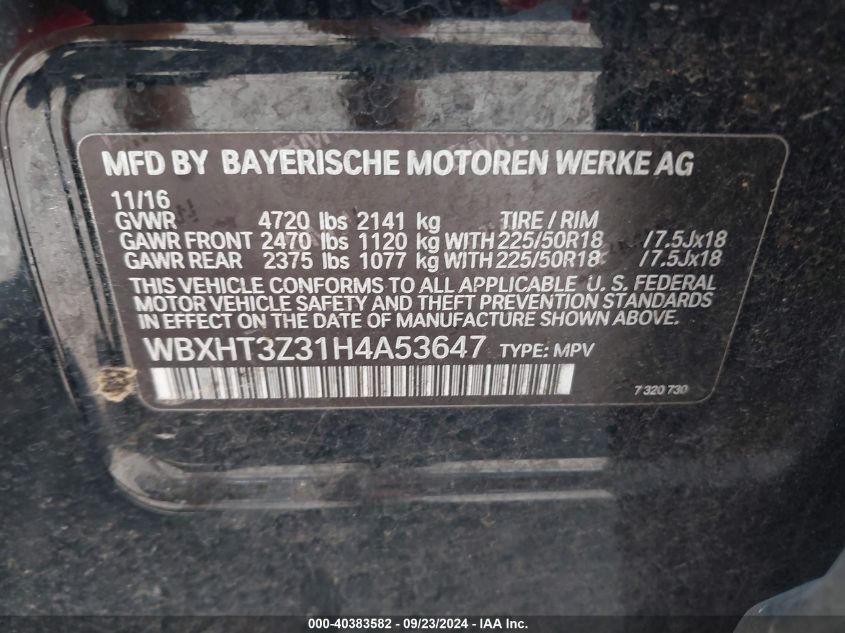 MFD BY BAYERISCHE MOTOREN WERKE AG
11/16
GVWR 4720 lbs 2141 kg TIRE / RIM
GAWR FRONT 2470 lbs 1120 kg WITH 225/50R18 /7.5Jx18
GAWR REAR 2375 lbs 1077 kg WITH 225/50R18 /7.5Jx18
THIS VEHICLE CONFORMS TO ALL APPLICABLE U. S. FEDERAL
MOTOR VEHICLE SAFETY AND THEFT PREVENTION STANDARDS
IN EFFECT ON THE DATE OF MANUFACTURE SHOWN ABOVE.
WBXHT3Z31H4A53647 TYPE: MPV
7 320 730
000-40383582 - 09/23/2024 - IAA Inc.